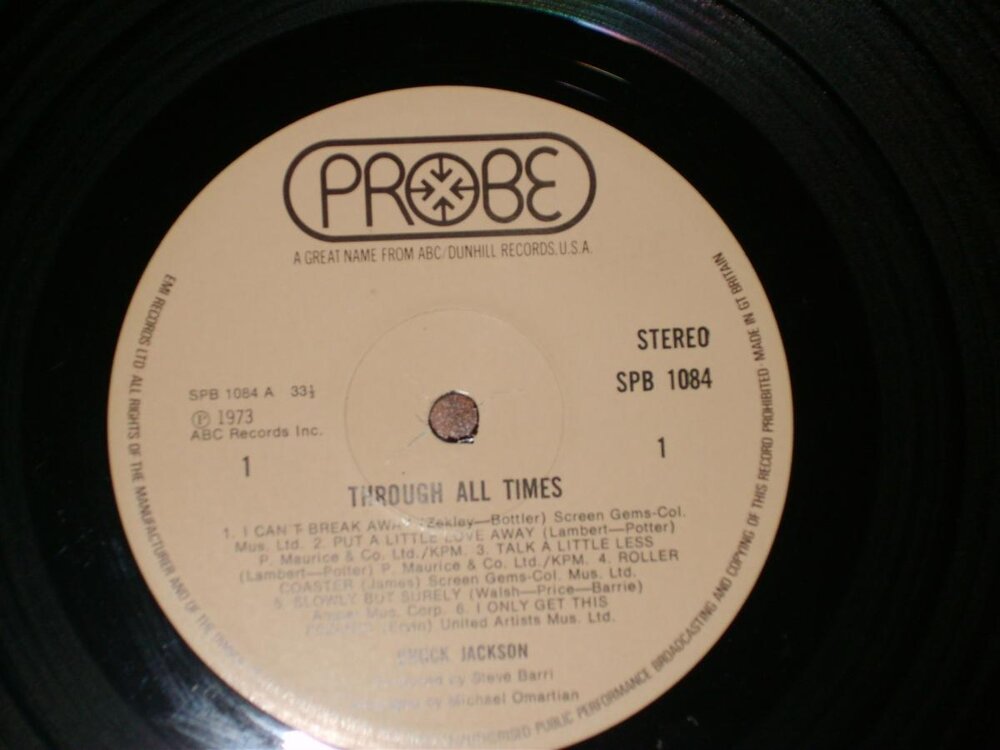 PROBE
A GREAT NAME FROM ABC/DUNHILL RECORDS, U.S.A.
STEREO
SPB 1084
SPB 1084 A 33⅓
Ⓟ 1973
ABC Records Inc.
1
1
THROUGH ALL TIMES
1. I CAN'T BREAK AWAY (Zekley—Bottler) Screen Gems-Col.
Mus. Ltd. 2. PUT A LITTLE LOVE AWAY (Lambert—Potter)
P. Maurice & Co. Ltd./KPM. 3. TALK A LITTLE LESS
(Lambert—Potter) P. Maurice & Co. Ltd./KPM. 4. ROLLER
COASTER (James) Screen Gems-Col. Mus. Ltd.
5. SLOWLY BUT SURELY (Walsh—Price—Barrie)
Mus. Corp. 6. I ONLY GET THIS
(Ervin) United Artists Mus. Ltd.
CHUCK JACKSON
Produced by Steve Barri
by Michael Omartian
EMI RECORDS LTD ALL RIGHTS OF THE MANUFACTURER AND OF THE
PUBLIC PERFORMANCE BROADCASTING AND COPYING OF THIS RECORD PROHIBITED · MADE IN GT BRITAIN